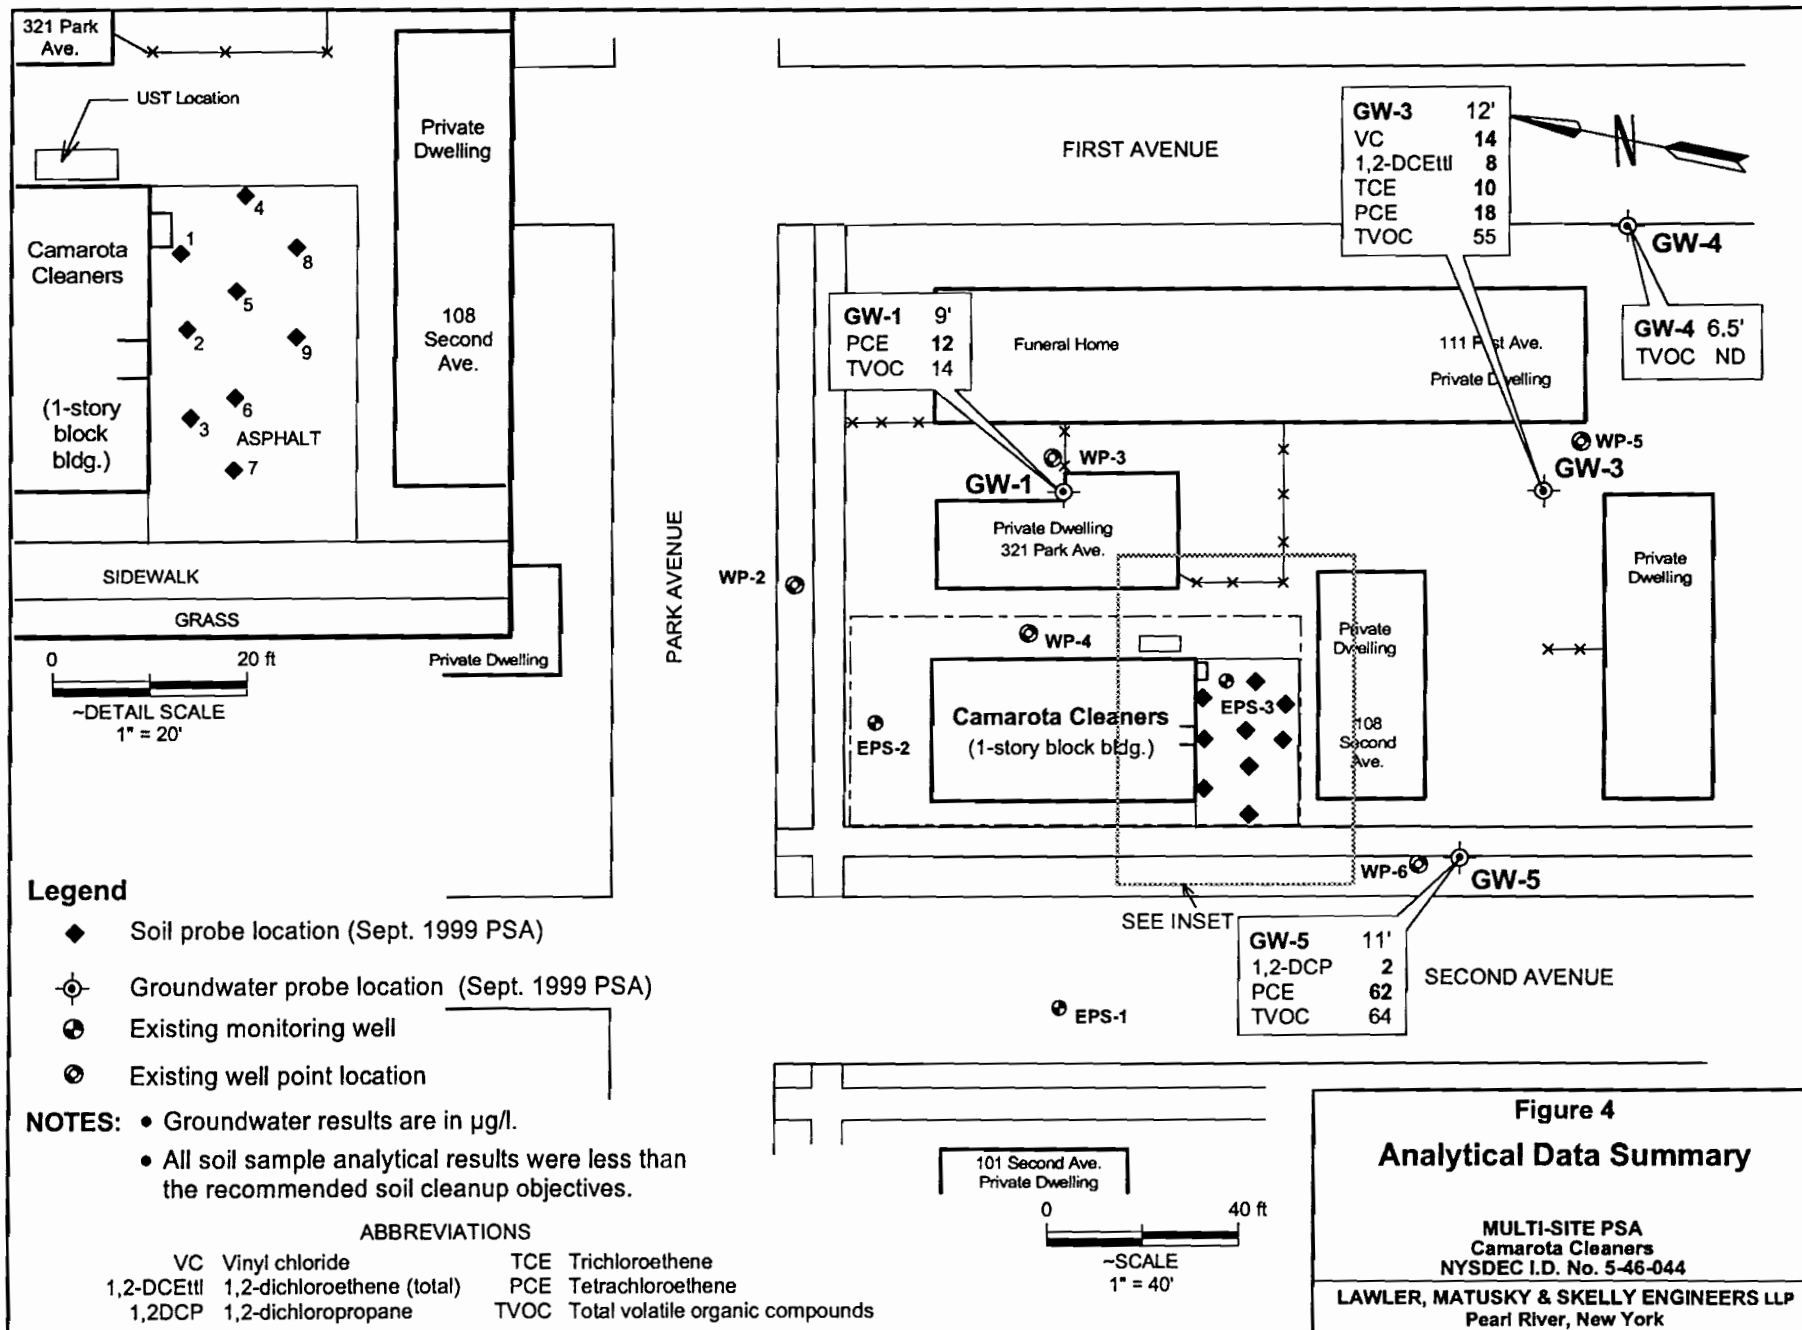 321 Park
Ave.
UST Location
Private
Dwelling
Camarota
Cleaners
1
4
8
5
2
9
6
3
7
ASPHALT
(1-story
block
bldg.)
108
Second
Ave.
SIDEWALK
GRASS
Private Dwelling
0 20 ft
~DETAIL SCALE
1" = 20'
PARK AVENUE
FIRST AVENUE
N
GW-3 12'
VC 14
1,2-DCEttl 8
TCE 10
PCE 18
TVOC 55
GW-4
GW-4 6.5'
TVOC ND
GW-1 9'
PCE 12
TVOC 14
Funeral Home
111 First Ave.
Private Dwelling
WP-3
WP-5
GW-1
GW-3
Private Dwelling
321 Park Ave.
WP-2
Private
Dwelling
Private
Dwelling
WP-4
EPS-2
Camarota Cleaners
(1-story block bldg.)
EPS-3
108
Second
Ave.
WP-6
GW-5
SEE INSET
GW-5 11'
1,2-DCP 2
PCE 62
TVOC 64
SECOND AVENUE
EPS-1
Legend
Soil probe location (Sept. 1999 PSA)
Groundwater probe location (Sept. 1999 PSA)
Existing monitoring well
Existing well point location
NOTES: • Groundwater results are in µg/l.
• All soil sample analytical results were less than
the recommended soil cleanup objectives.
ABBREVIATIONS
VC Vinyl chloride TCE Trichloroethene
1,2-DCEttl 1,2-dichloroethene (total) PCE Tetrachloroethene
1,2DCP 1,2-dichloropropane TVOC Total volatile organic compounds
101 Second Ave.
Private Dwelling
0 40 ft
~SCALE
1" = 40'
Figure 4
Analytical Data Summary
MULTI-SITE PSA
Camarota Cleaners
NYSDEC I.D. No. 5-46-044
LAWLER, MATUSKY & SKELLY ENGINEERS LLP
Pearl River, New York